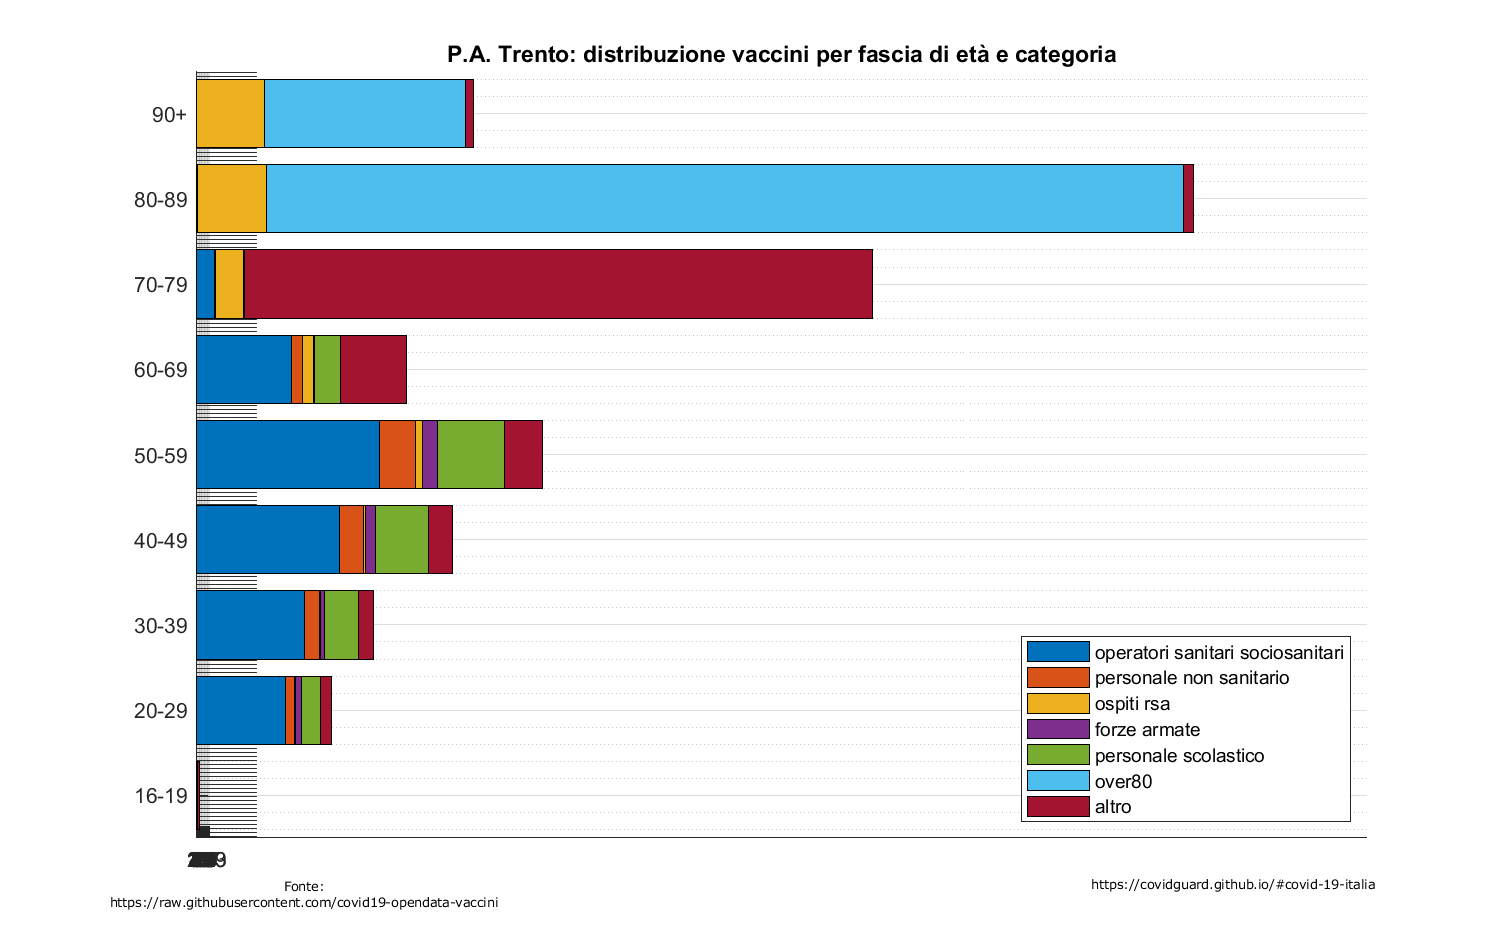 P.A. Trento: distribuzione vaccini per fascia di età e categoria
90+
80-89
70-79
60-69
50-59
40-49
30-39
20-29
16-19
operatori sanitari sociosanitari
personale non sanitario
ospiti rsa
forze armate
personale scolastico
over80
altro
Fonte:
https://raw.githubusercontent.com/covid19-opendata-vaccini
https://covidguard.github.io/#covid-19-italia